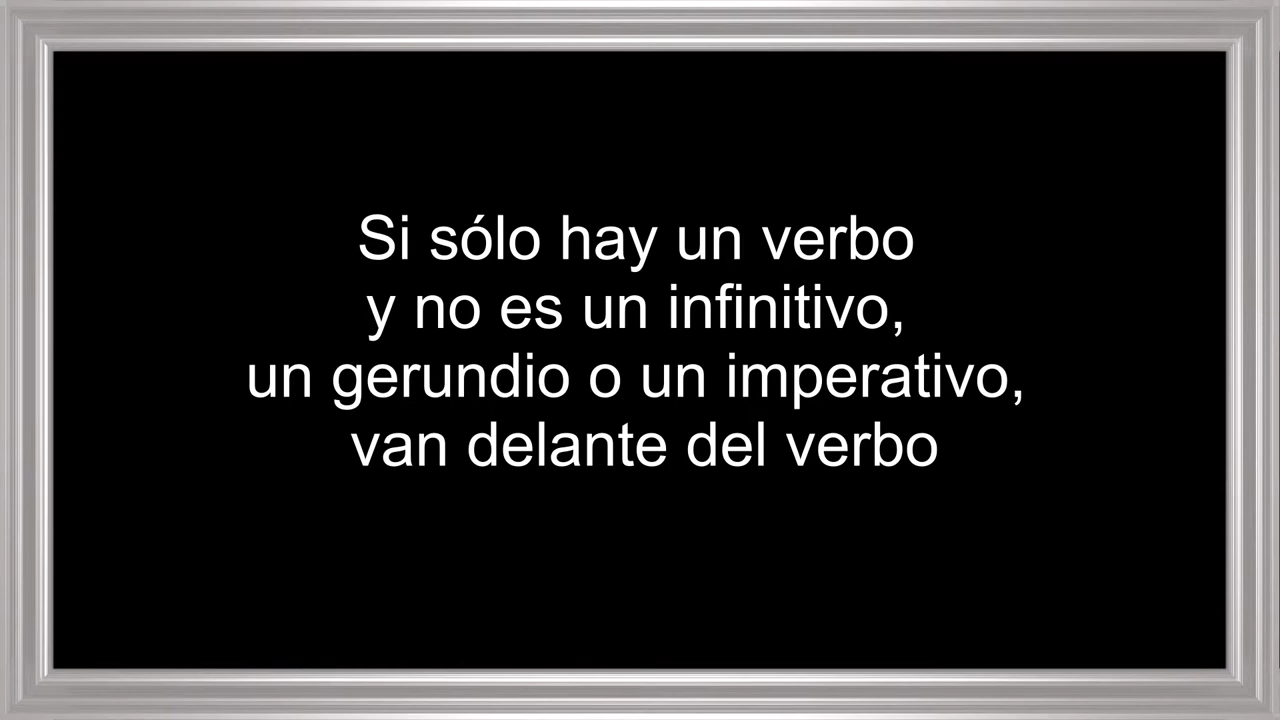 Si sólo hay un verbo
y no es un infinitivo,
un gerundio o un imperativo,
van delante del verbo